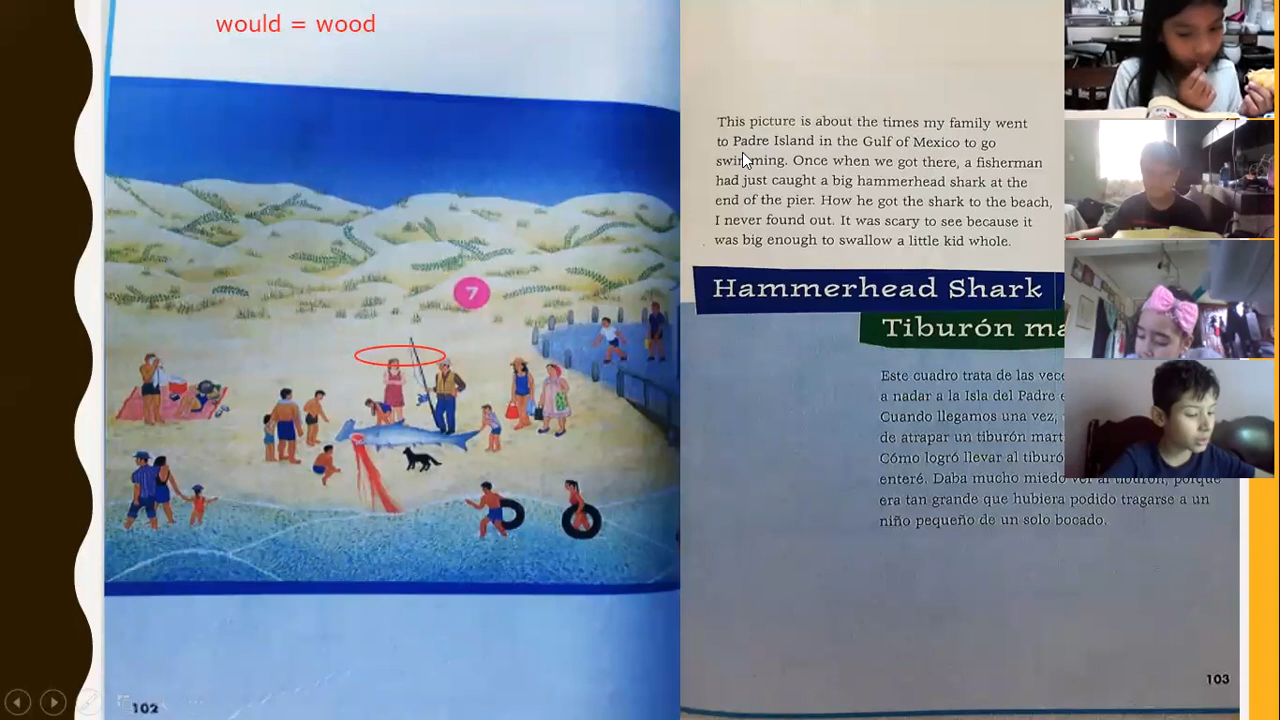 would = wood
7
102
This picture is about the times my family went
to Padre Island in the Gulf of Mexico to go
swimming. Once when we got there, a fisherman
had just caught a big hammerhead shark at the
end of the pier. How he got the shark to the beach,
I never found out. It was scary to see because it
was big enough to swallow a little kid whole.
Hammerhead Shark
Tiburón ma
Este cuadro trata de las vece
a nadar a la Isla del Padre
Cuando llegamos una vez,
de atrapar un tiburón mart
Cómo logró llevar al tiburó
enteré. Daba mucho miedo ver al tiburón, porque
era tan grande que hubiera podido tragarse a un
niño pequeño de un solo bocado.
103